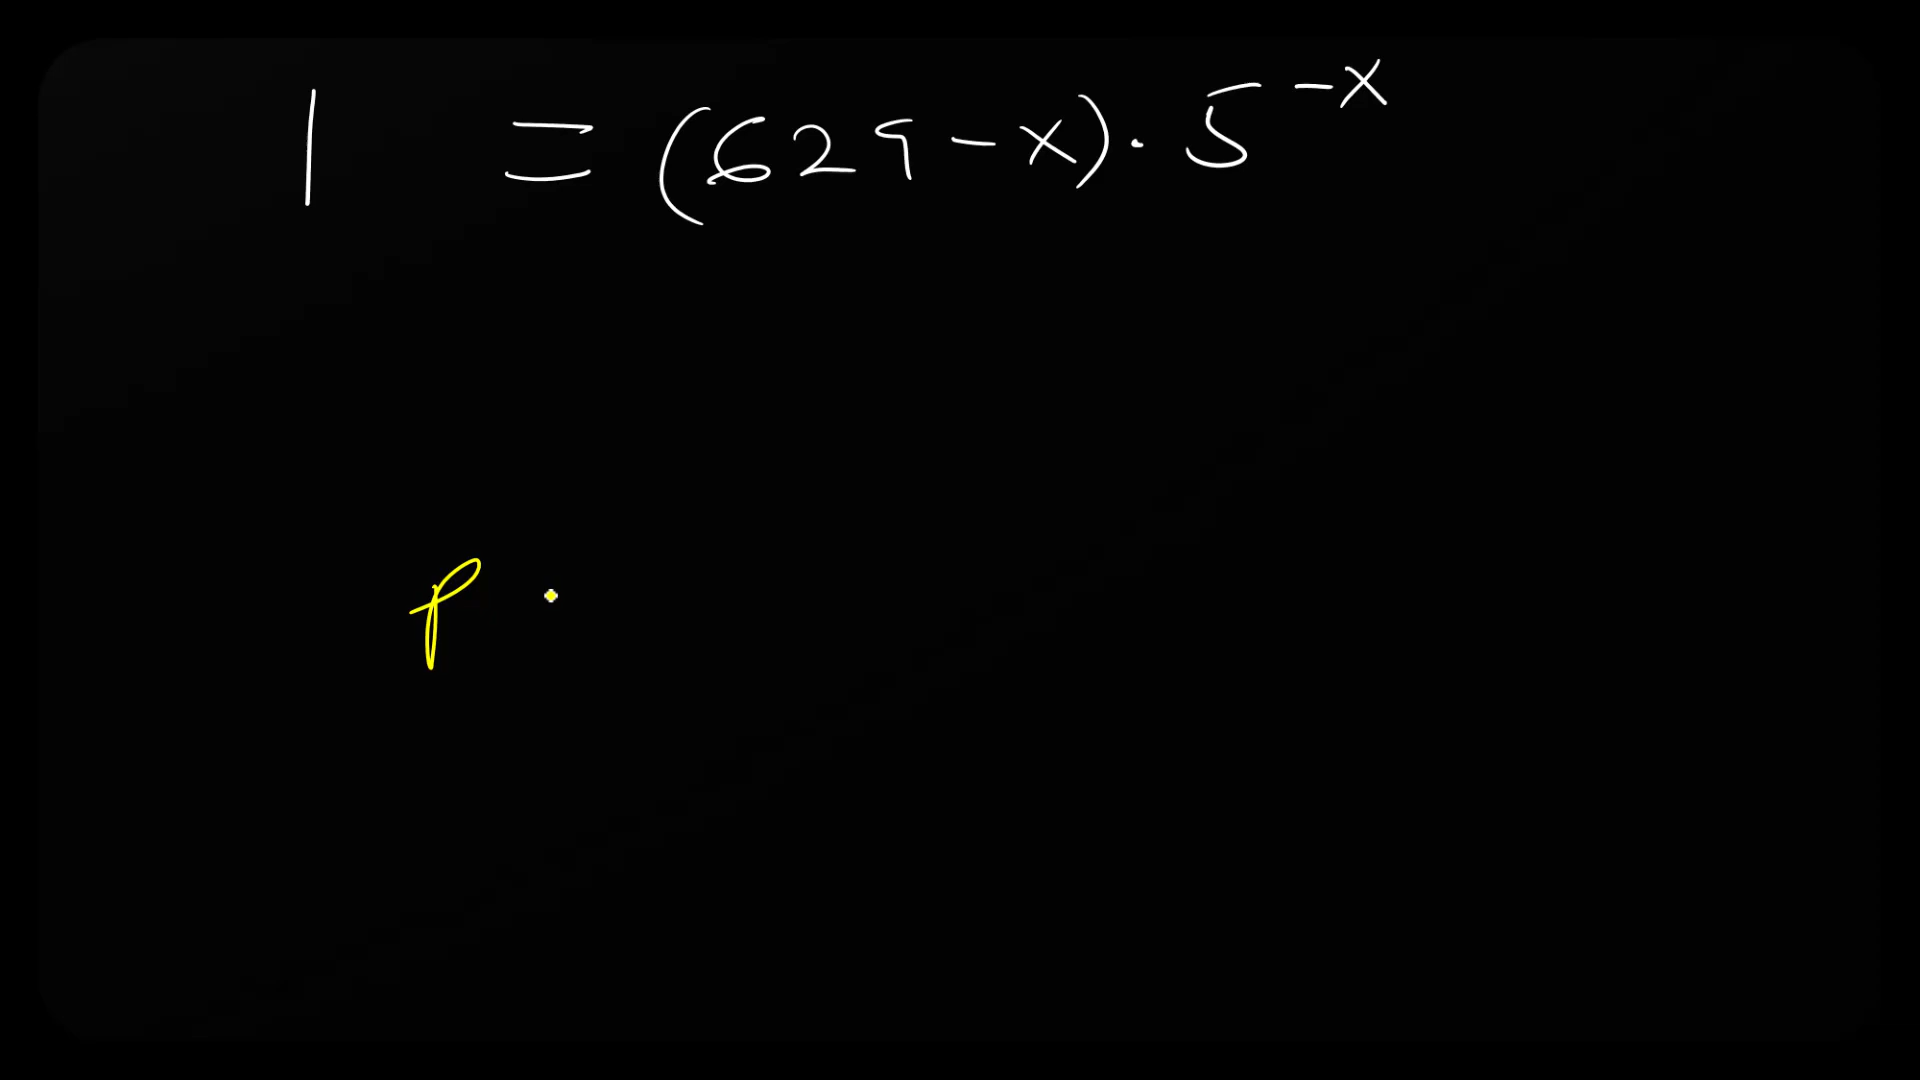 1 = (629 - x) · 5^{-x}
p